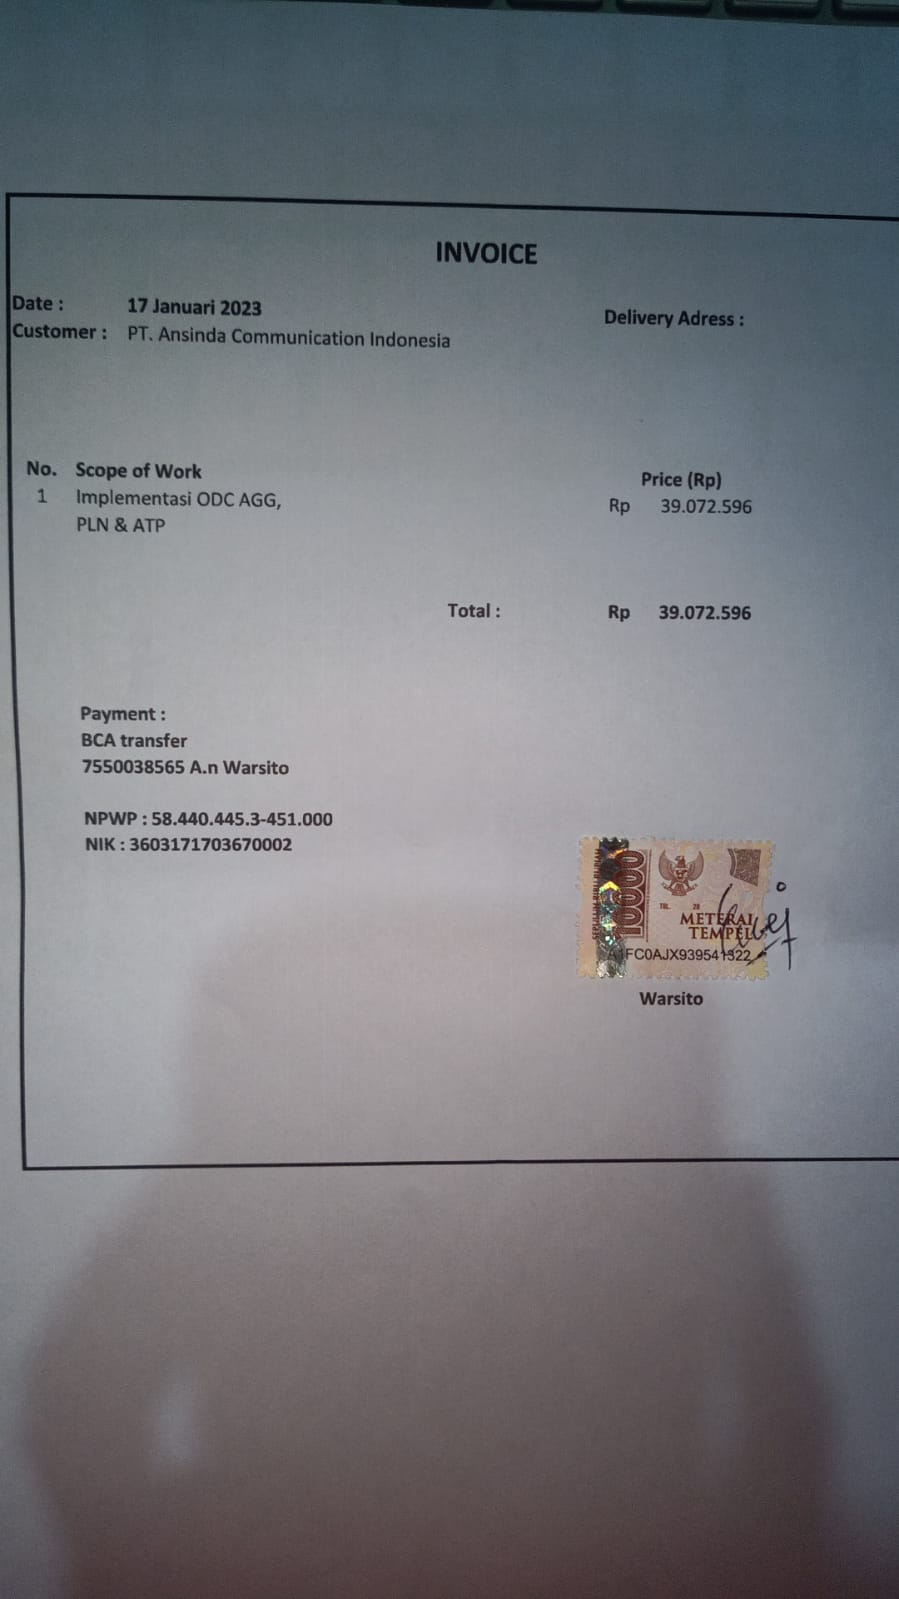 INVOICE
Date : 17 Januari 2023
Customer : PT. Ansinda Communication Indonesia
Delivery Adress :
No. Scope of Work Price (Rp)
1 Implementasi ODC AGG, Rp 39.072.596
PLN & ATP
Total : Rp 39.072.596
Payment :
BCA transfer
7550038565 A.n Warsito
NPWP : 58.440.445.3-451.000
NIK : 3603171703670002
10000
TGL. 20
METERAI
TEMPEL
FC0AJX939541322
Warsito